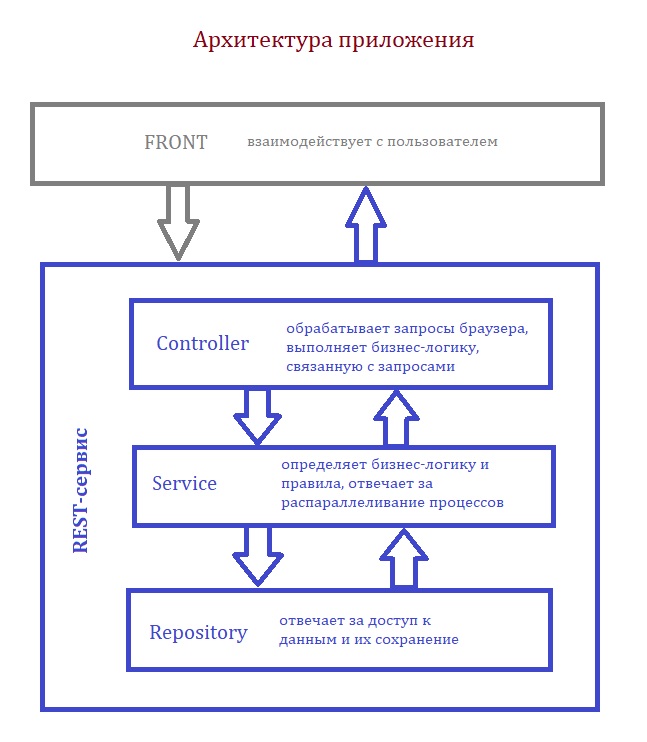 Архитектура приложения
FRONT взаимодействует с пользователем
Controller
обрабатывает запросы браузера,
выполняет бизнес-логику,
связанную с запросами
REST-сервис
Service
определяет бизнес-логику и
правила, отвечает за
распараллеливание процессов
Repository
отвечает за доступ к
данным и их сохранение